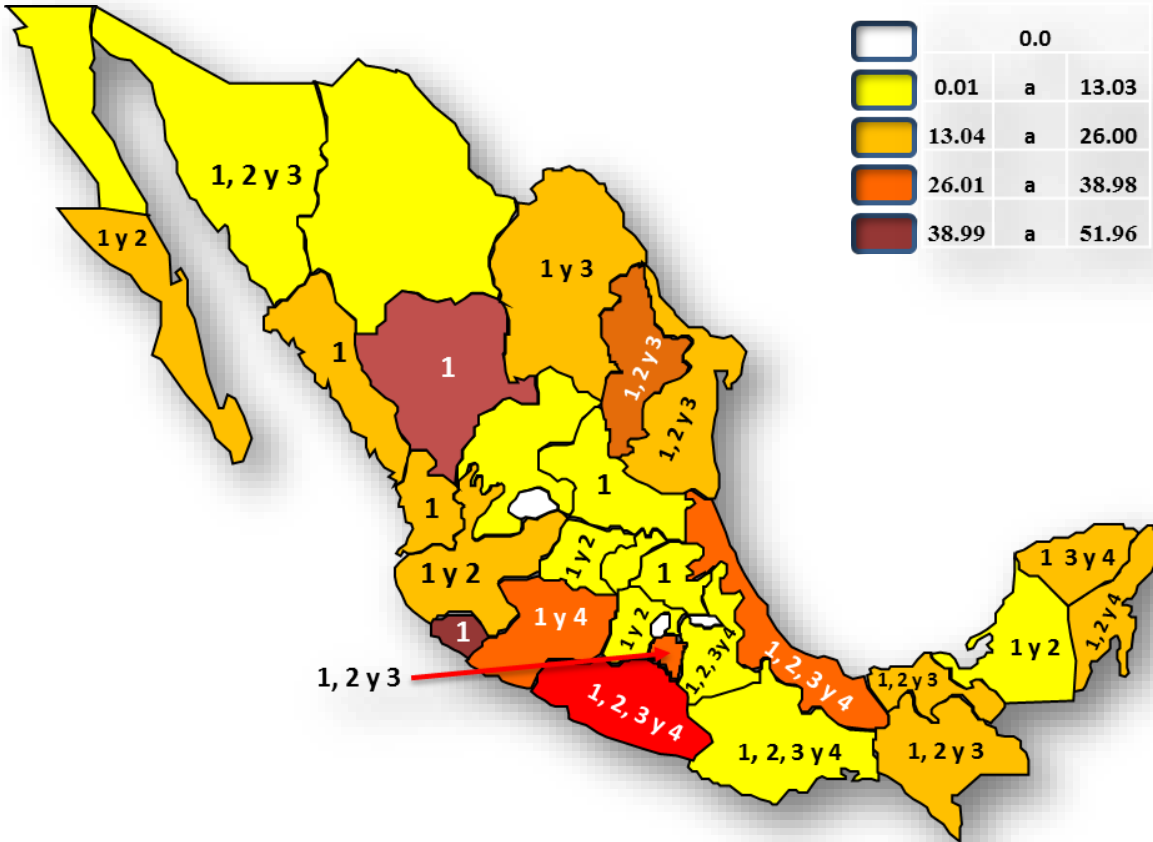 0.0
0.01 a 13.03
13.04 a 26.00
26.01 a 38.98
38.99 a 51.96
1, 2 y 3
1 y 2
1 y 3
1
1
1, 2 y 3
1, 2 y 3
1
1
1 y 2
1 y 2
1
1 3 y 4
1, 2 y 4
1 y 2
1
1 y 4
1 y 2
1, 2, 3 y 4
1, 2, 3 y 4
1, 2 y 3
1, 2 y 3
1, 2, 3 y 4
1, 2, 3 y 4
1, 2 y 3